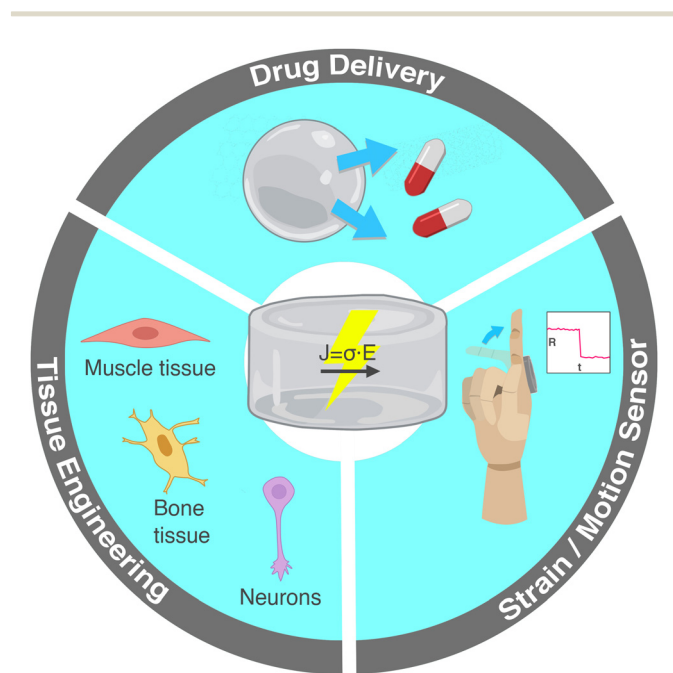 Drug Delivery
J=σ·E
R
t
Muscle tissue
Bone
tissue
Neurons
Tissue Engineering
Strain / Motion Sensor